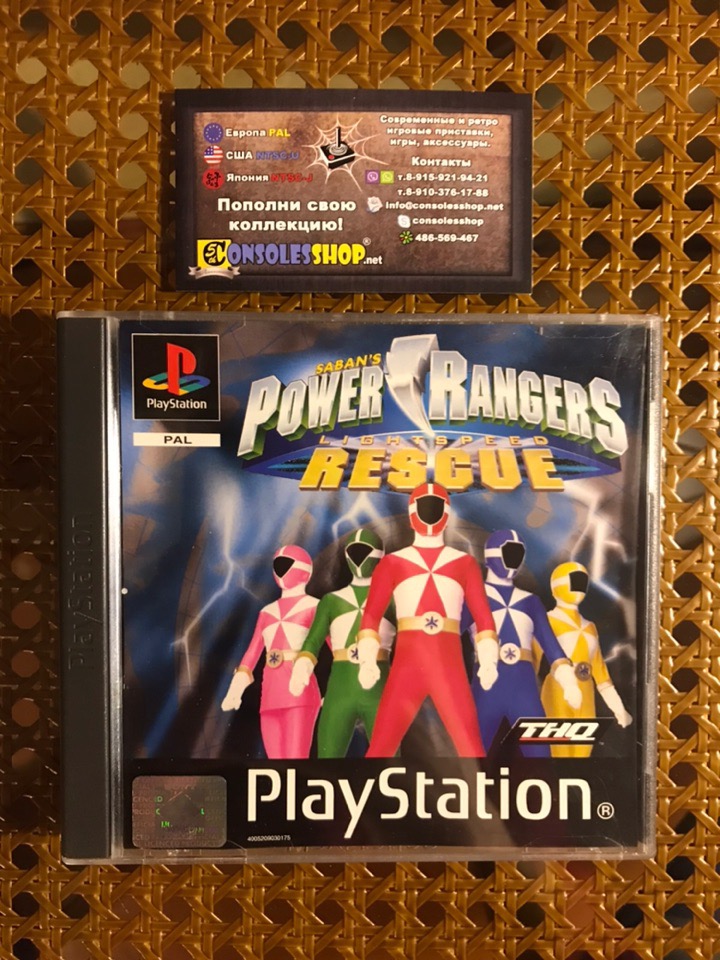 Европа PAL
США NTSC-U
Япония NTSC-J
Пополни свою
коллекцию!
CONSOLESSHOP®.net
Современные и ретро
игровые приставки,
игры, аксессуары.
Контакты
т.8-915-921-94-21
т.8-910-376-17-88
info@consolesshop.net
consolesshop
486-569-467
PlayStation
PAL
SABAN'S
POWER RANGERS
LIGHTSPEED
RESCUE
PlayStation
THQ
PlayStation®
4005209030175